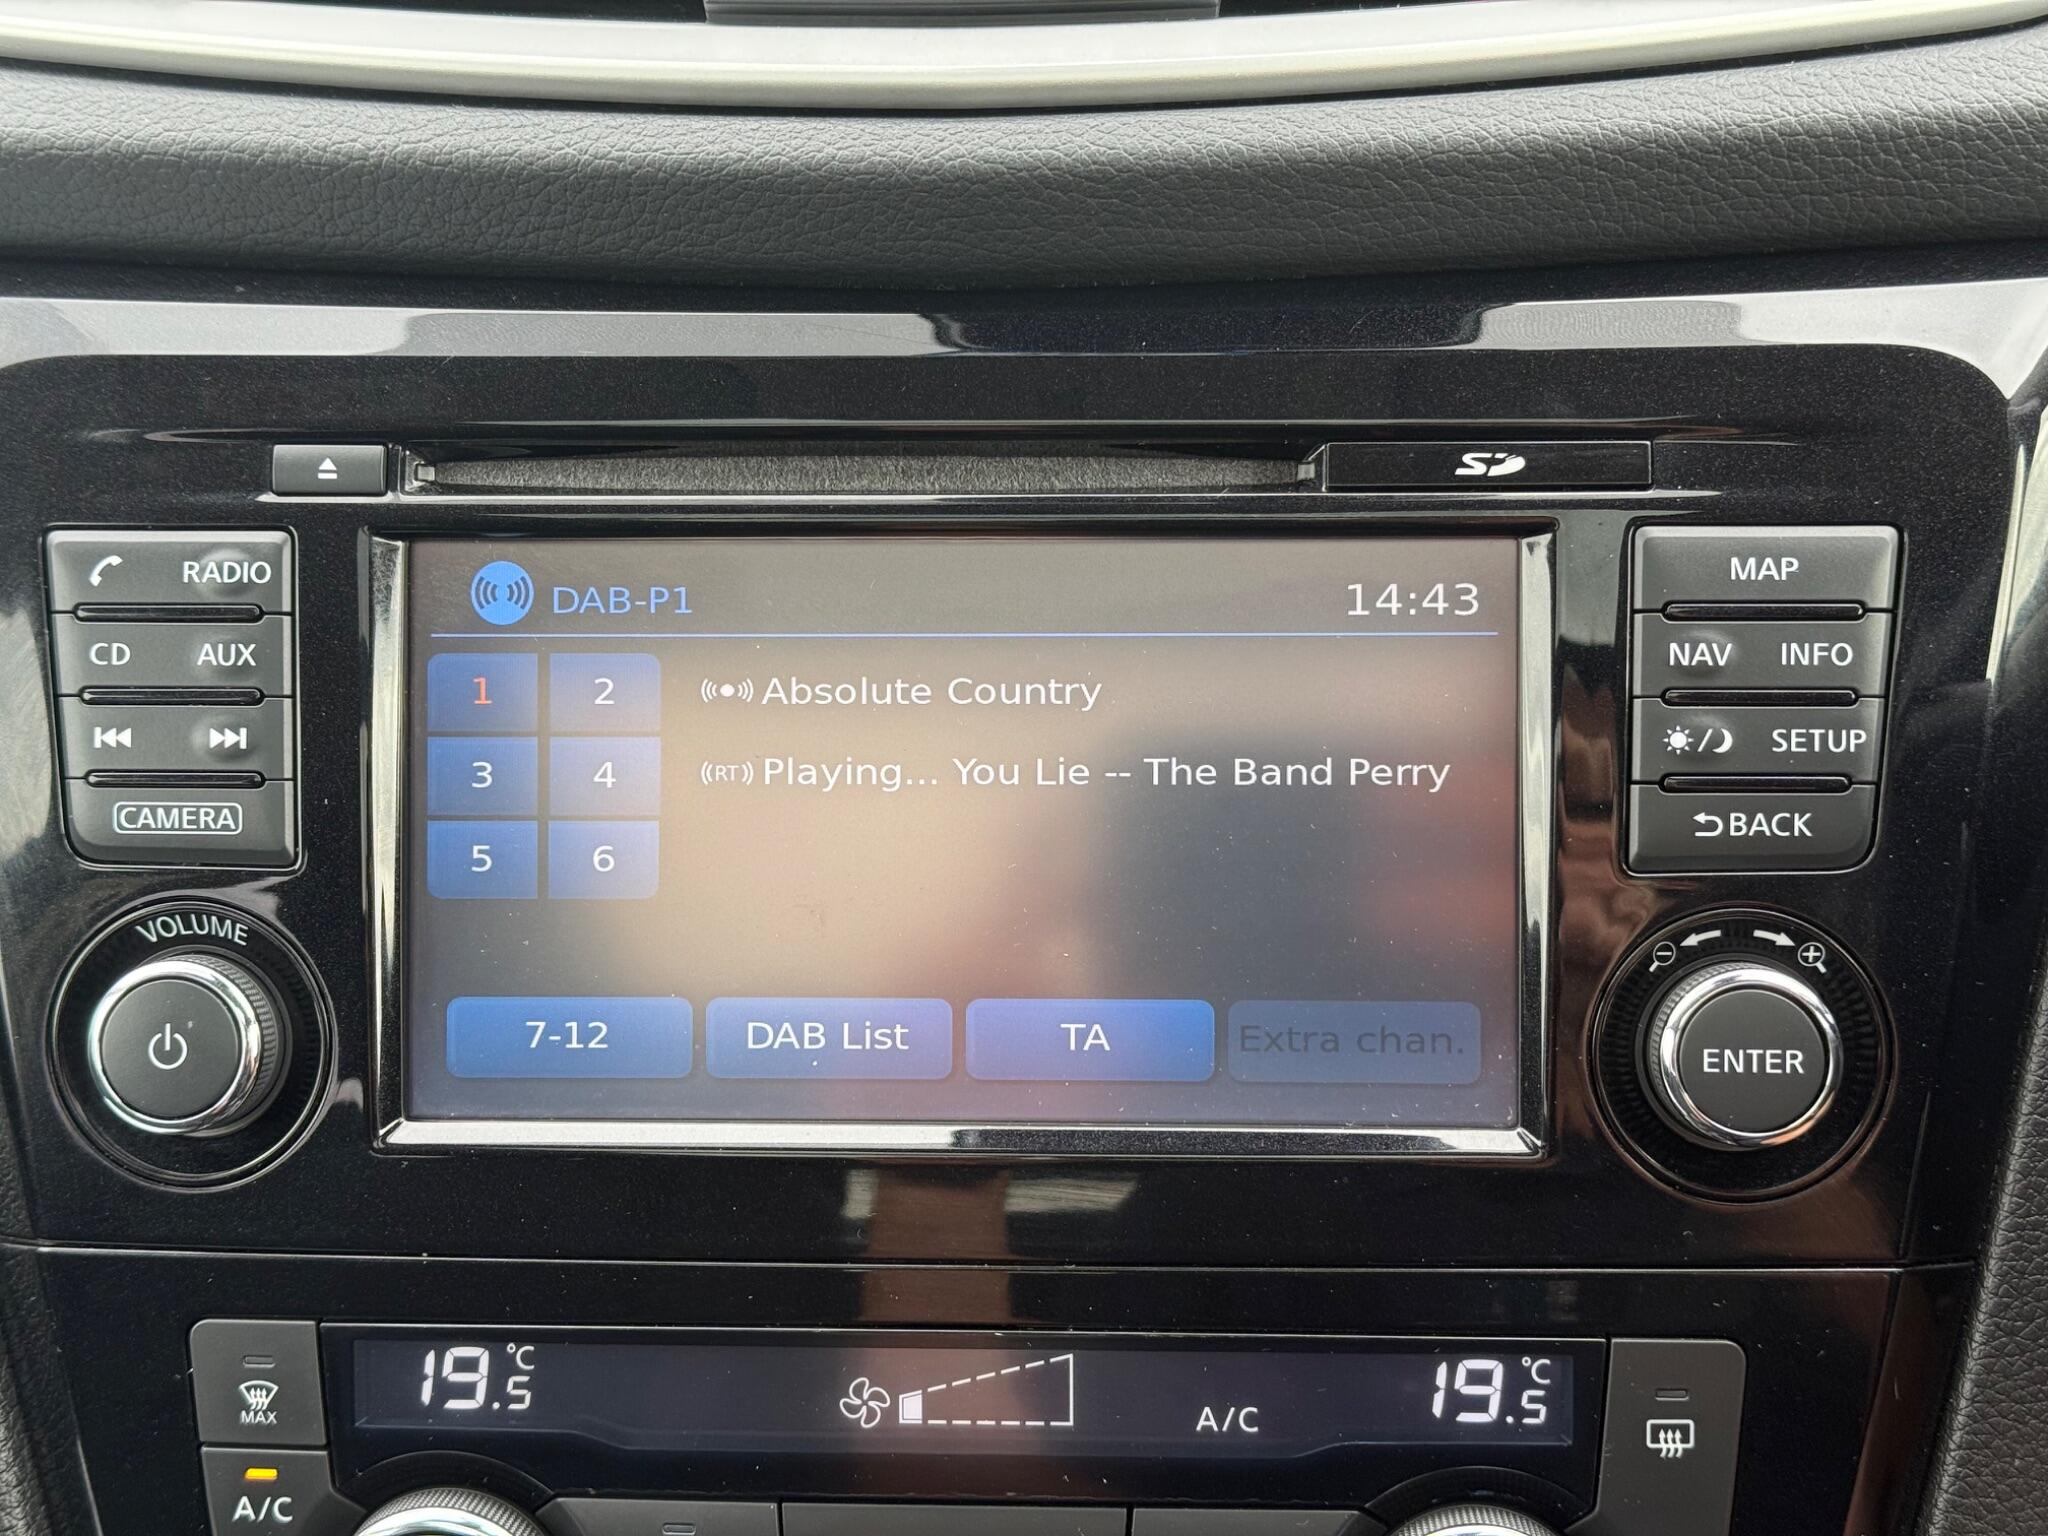 SD
RADIO
CD AUX
CAMERA
VOLUME
DAB-P1 14:43
1 2 Absolute Country
3 4 (RT) Playing... You Lie -- The Band Perry
5 6
7-12 DAB List TA Extra chan.
MAP
NAV INFO
SETUP
BACK
ENTER
MAX
19.5 °C
A/C
19.5 °C
A/C